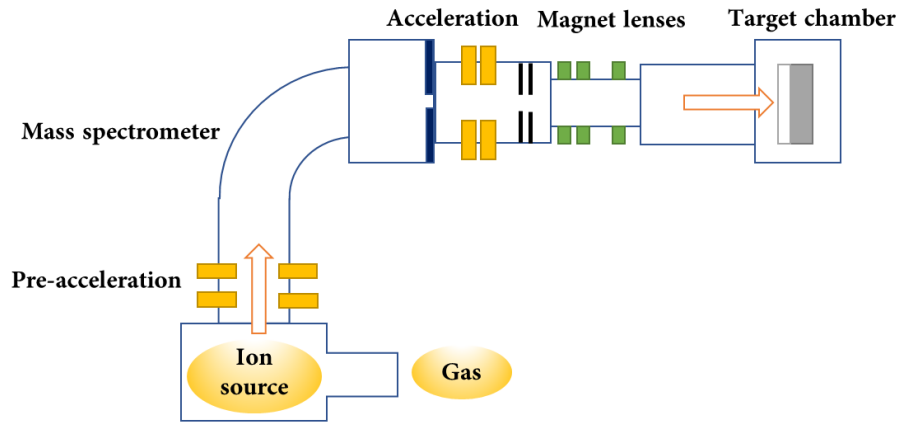 Acceleration
Magnet lenses
Target chamber
Mass spectrometer
Pre-acceleration
Ion
source
Gas